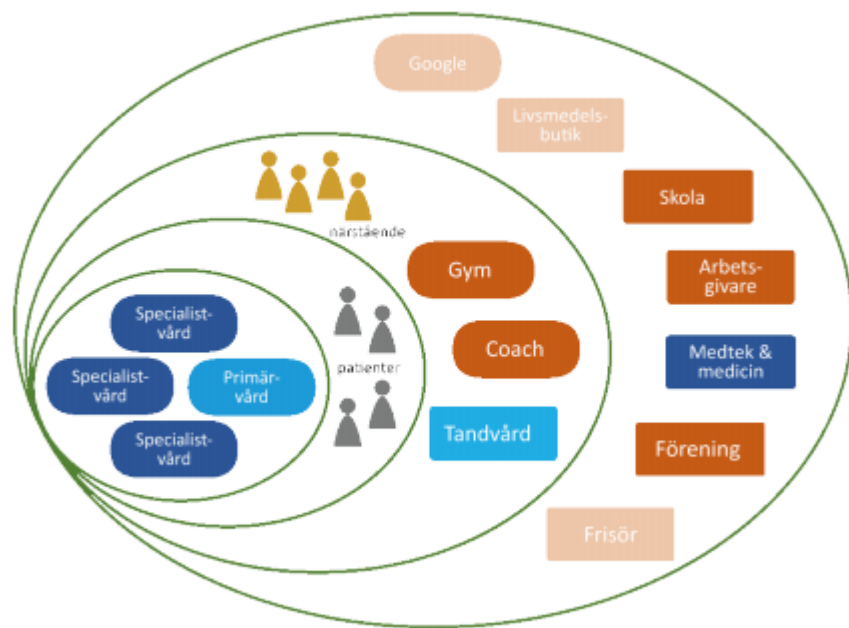 Google
Livsmedels-
butik
Skola
närstående
Gym
Arbets-
givare
Specialist-
vård
Coach
Medtek &
medicin
patienter
Specialist-
vård
Primär-
vård
Tandvård
Förening
Specialist-
vård
Frisör